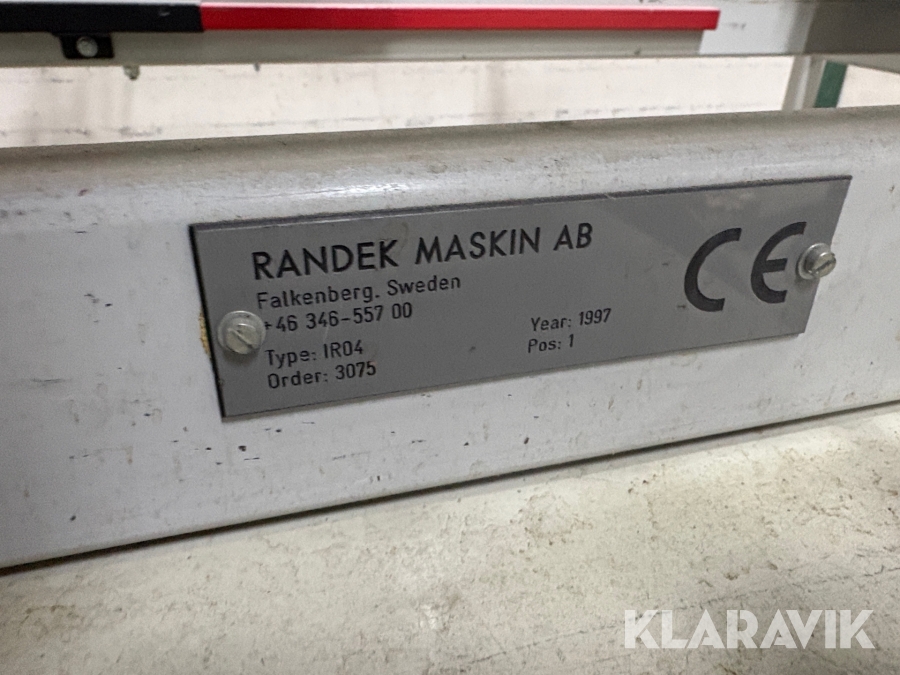 RANDEK MASKIN AB
Falkenberg. Sweden
+46 346-557 00
Type: IR04
Order: 3075
Year: 1997
Pos: 1
CE
KLARAVIK